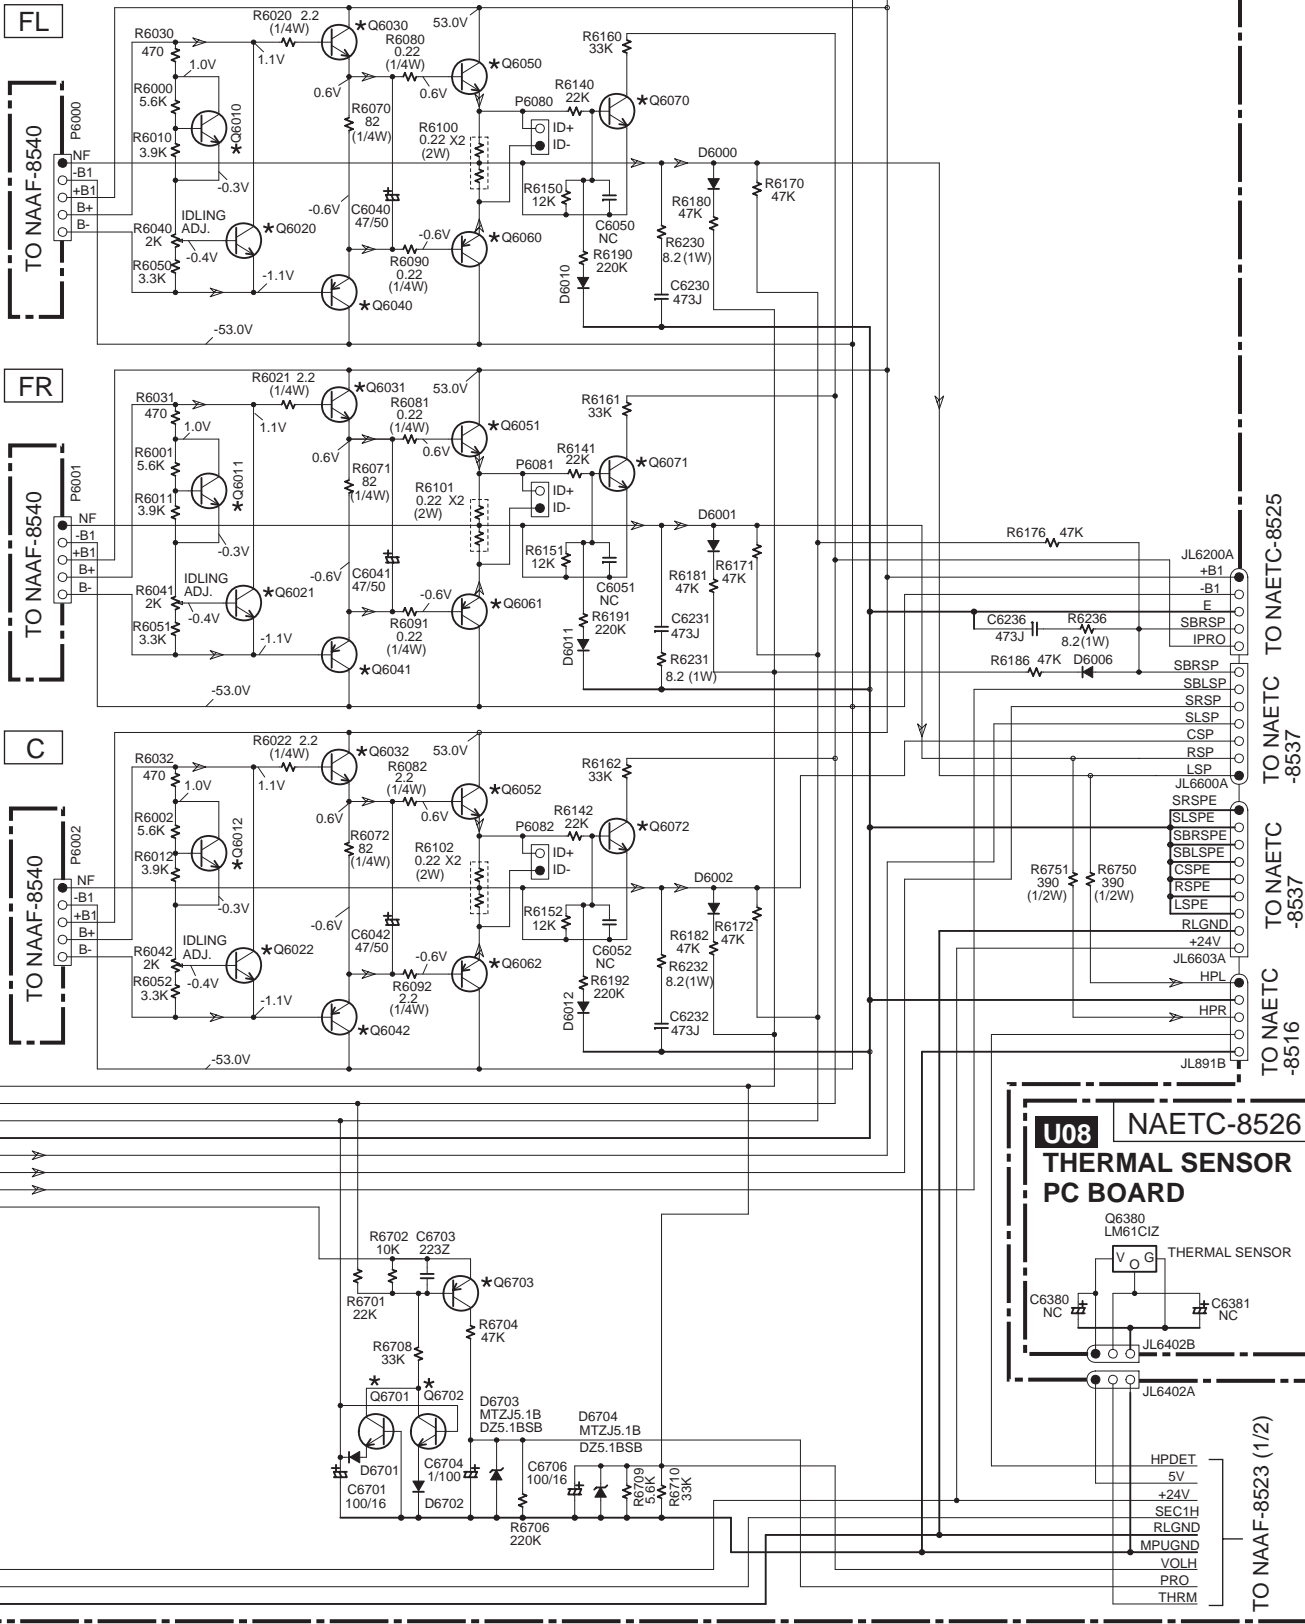 FL
R6020 2.2
(1/4W)
Q6030
53.0V
R6030
470
R6080
0.22
(1/4W)
R6160
33K
1.0V
1.1V
Q6050
R6000
5.6K
0.6V
0.6V
R6140
22K
P6080
Q6070
TO NAAF-8540
P6000
Q6010
R6070
82
(1/4W)
R6010
3.9K
R6100
0.22 X2
(2W)
ID+
ID-
NF
-B1
+B1
B+
B-
D6000
-0.3V
R6150
12K
R6180
47K
R6170
47K
IDLING
ADJ.
-0.6V
C6040
47/50
C6050
NC
R6040
2K
Q6020
-0.6V
Q6060
R6230
8.2(1W)
-0.4V
R6190
220K
R6050
3.3K
-1.1V
R6090
0.22
(1/4W)
D6010
C6230
473J
Q6040
-53.0V
FR
R6021 2.2
(1/4W)
Q6031
53.0V
R6031
470
R6081
0.22
(1/4W)
R6161
33K
1.0V
1.1V
Q6051
R6001
5.6K
0.6V
0.6V
R6141
22K
P6081
Q6071
TO NAAF-8540
P6001
Q6011
R6071
82
(1/4W)
R6011
3.9K
R6101
0.22 X2
(2W)
ID+
ID-
NF
-B1
+B1
B+
B-
D6001
-0.3V
R6151
12K
R6181
47K
R6171
47K
IDLING
ADJ.
-0.6V
C6041
47/50
C6051
NC
R6041
2K
Q6021
-0.6V
Q6061
-0.4V
R6191
220K
C6231
473J
R6051
3.3K
-1.1V
R6091
0.22
(1/4W)
D6011
R6231
8.2 (1W)
Q6041
-53.0V
R6176 47K
JL6200A
+B1
-B1
E
SBRSP
IPRO
TO NAETC-8525
C6236
473J
R6236
8.2(1W)
R6186 47K D6006
SBRSP
SBLSP
SRSP
SLSP
CSP
RSP
LSP
JL6600A
TO NAETC
-8537
C
R6022 2.2
(1/4W)
Q6032
53.0V
R6032
470
R6082
2.2
(1/4W)
R6162
33K
1.0V
1.1V
Q6052
R6002
5.6K
0.6V
0.6V
R6142
22K
P6082
Q6072
TO NAAF-8540
P6002
Q6012
R6072
82
(1/4W)
R6012
3.9K
R6102
0.22 X2
(2W)
ID+
ID-
NF
-B1
+B1
B+
B-
D6002
-0.3V
R6152
12K
R6182
47K
R6172
47K
IDLING
ADJ.
-0.6V
C6042
47/50
C6052
NC
R6042
2K
Q6022
-0.6V
Q6062
R6232
8.2(1W)
-0.4V
R6192
220K
R6052
3.3K
-1.1V
R6092
2.2
(1/4W)
D6012
C6232
473J
Q6042
-53.0V
SRSPE
SLSPE
SBRSPE
SBLSPE
CSPE
RSPE
LSPE
RLGND
+24V
JL6603A
TO NAETC
-8537
R6751
390
(1/2W)
R6750
390
(1/2W)
HPL
HPR
JL891B
TO NAETC
-8516
U08
NAETC-8526
THERMAL SENSOR
PC BOARD
Q6380
LM61CIZ
V O G
THERMAL SENSOR
C6380
NC
C6381
NC
JL6402B
JL6402A
R6702
10K
C6703
223Z
Q6703
R6701
22K
R6704
47K
R6708
33K
Q6701
Q6702
D6703
MTZJ5.1B
DZ5.1BSB
D6704
MTZJ5.1B
DZ5.1BSB
D6701
C6704
1/100
C6706
100/16
R6709
5.6K
R6710
33K
C6701
100/16
D6702
R6706
220K
HPDET
5V
+24V
SEC1H
RLGND
MPUGND
VOLH
PRO
THRM
TO NAAF-8523 (1/2)